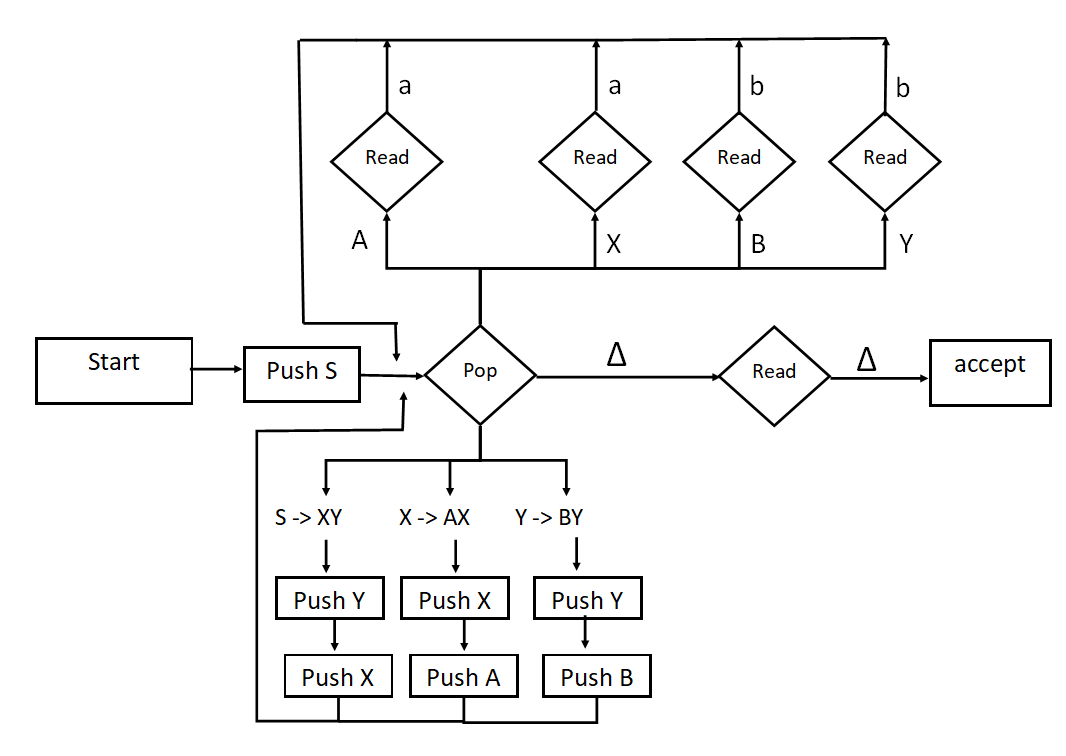 a
a
b
b
Read
Read
Read
Read
A
X
B
Y
Start
Push S
Pop
Δ
Read
Δ
accept
S -> XY
X -> AX
Y -> BY
Push Y
Push X
Push Y
Push X
Push A
Push B